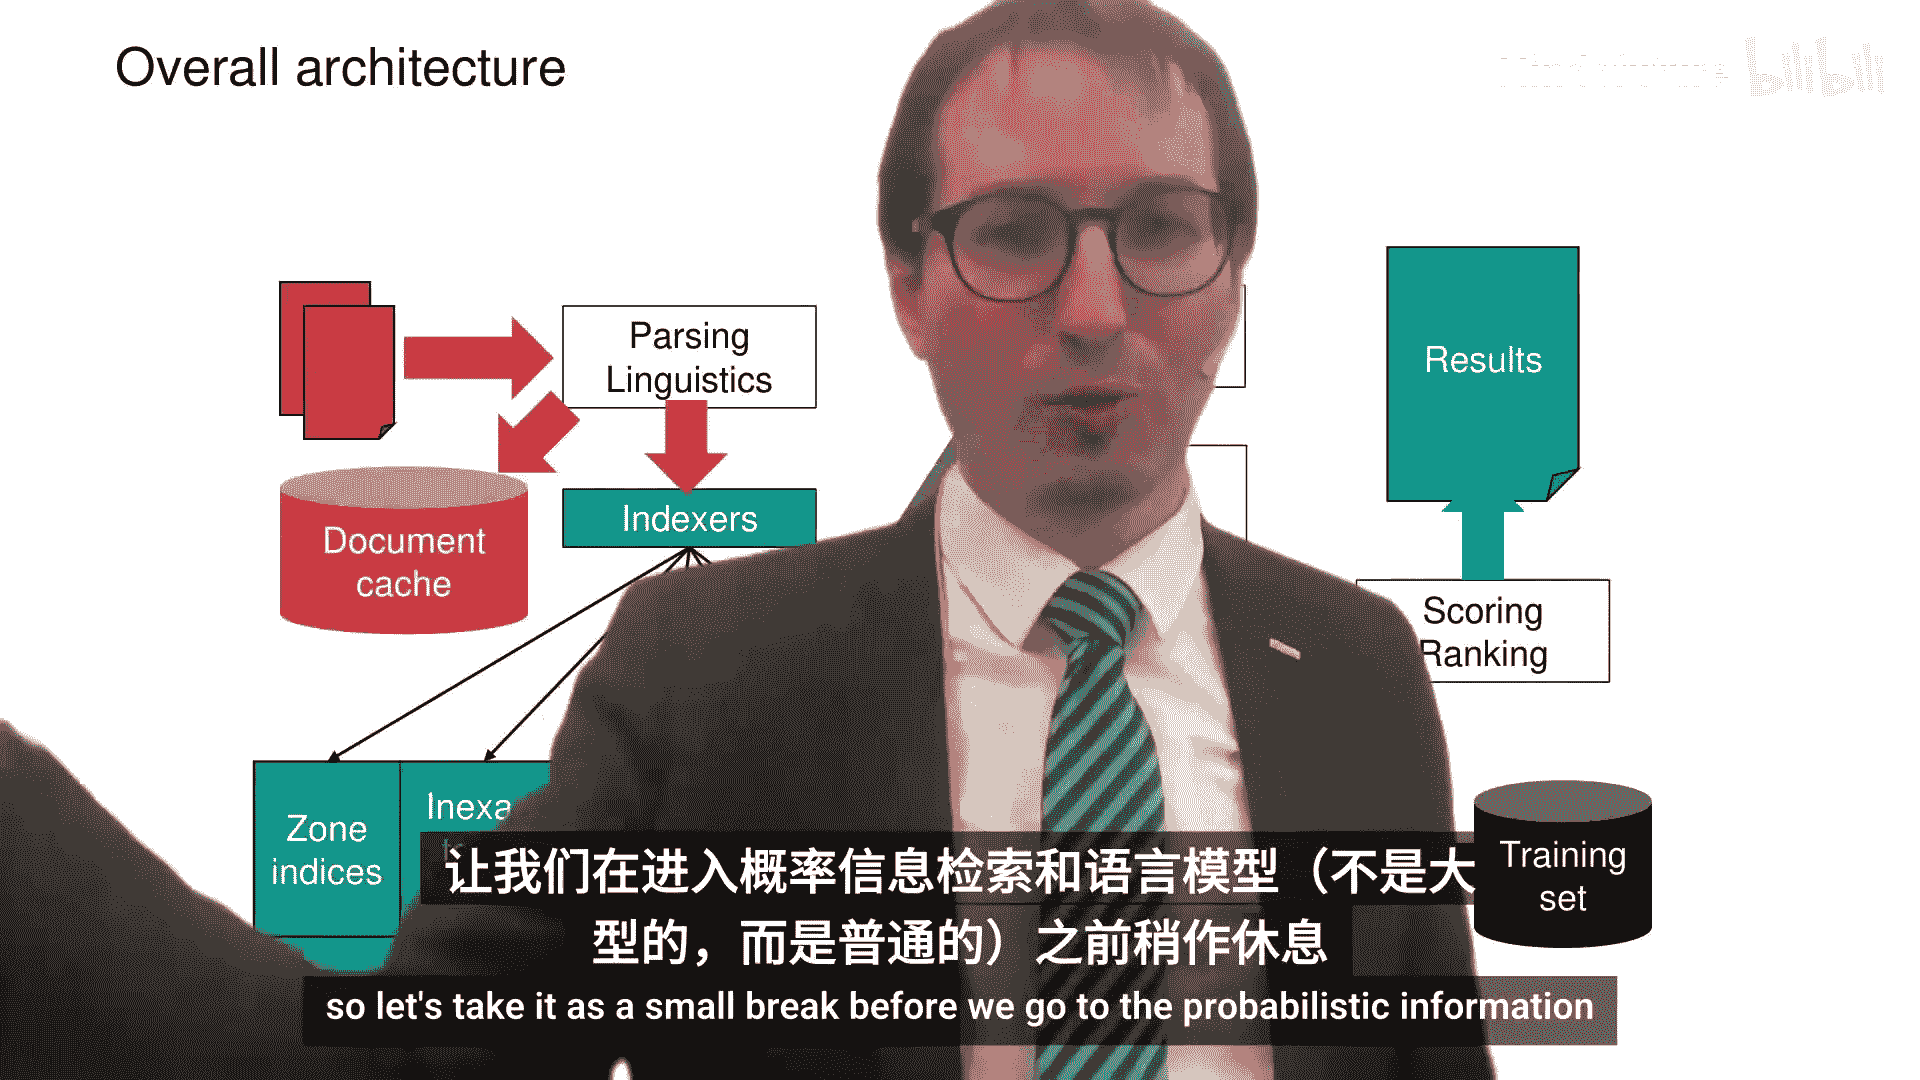 Overall architecture
bilibili
Parsing
Linguistics
Results
Indexers
Document
cache
Scoring
Ranking
Zone
indices
Training
set
让我们在进入概率信息检索和语言模型（不是大
型的，而是普通的）之前稍作休息
so let's take it as a small break before we go to the probabilistic information